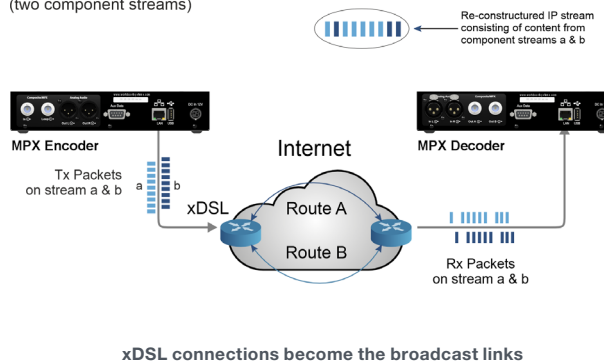 (two component streams)
Re-constructured IP stream
consisting of content from
component streams a & b
MPX Encoder
MPX Decoder
Internet
Tx Packets
on stream a & b
a
b
xDSL
Route A
Route B
Rx Packets
on stream a & b
xDSL connections become the broadcast links